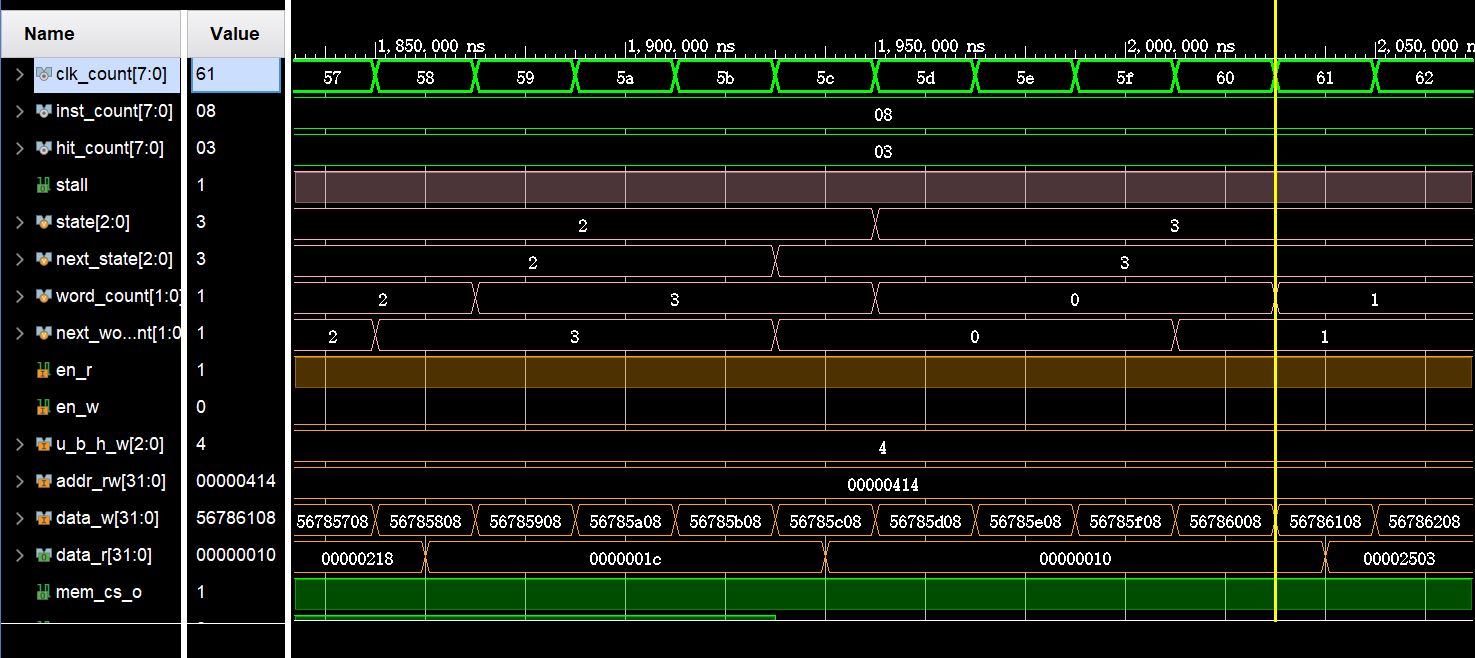 Name Value
1,850.000 ns 1,900.000 ns 1,950.000 ns 2,000.000 ns 2,050.000 n
clk_count[7:0] 61 57 58 59 5a 5b 5c 5d 5e 5f 60 61 62
inst_count[7:0] 08 08
hit_count[7:0] 03 03
stall 1
state[2:0] 3 2 3
next_state[2:0] 3 2 3
word_count[1:0] 1 2 3 0 1
next_wo...nt[1:0 1 2 3 0 1
en_r 1
en_w 0
u_b_h_w[2:0] 4 4
addr_rw[31:0] 00000414 00000414
data_w[31:0] 56786108 56785708 56785808 56785908 56785a08 56785b08 56785c08 56785d08 56785e08 56785f08 56786008 56786108 56786208
data_r[31:0] 00000010 00000218 0000001c 00000010 00002503
mem_cs_o 1